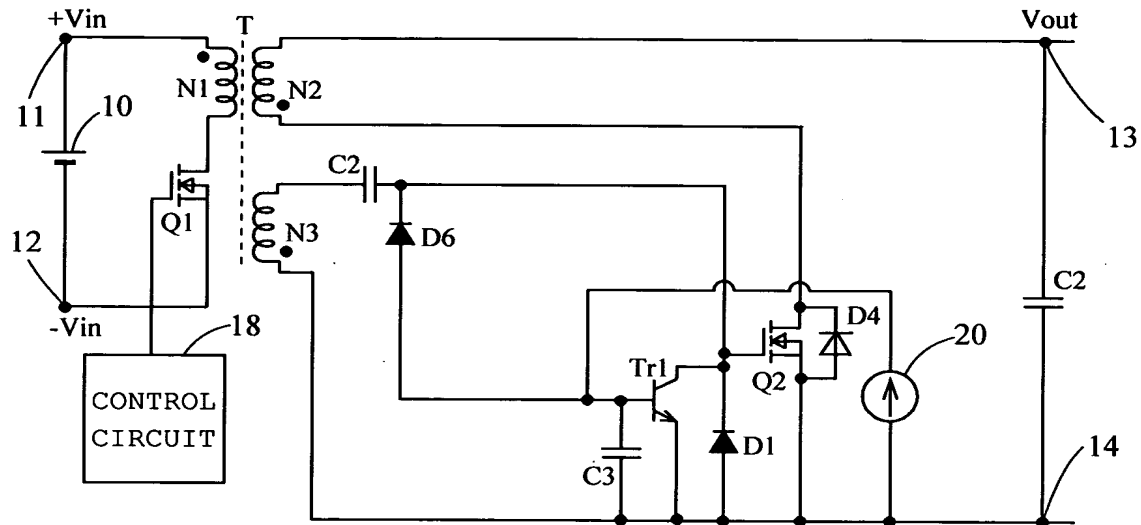 +Vin
T
Vout
11
10
N1
N2
13
C2
Q1
12
N3
D6
C2
-Vin
18
D4
20
Tr1
Q2
CONTROL
CIRCUIT
D1
14
C3